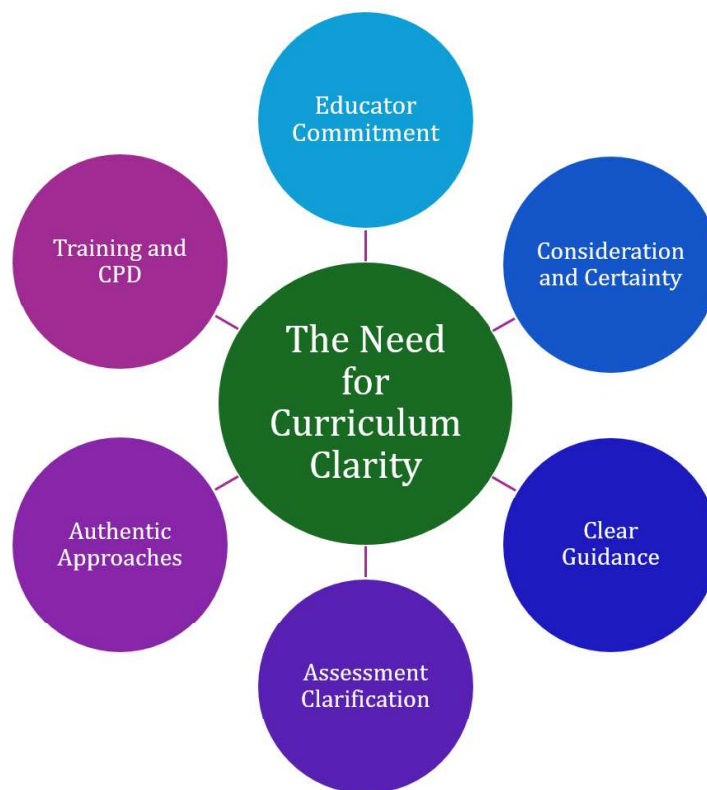 Educator
Commitment
Consideration
and Certainty
Clear
Guidance
Assessment
Clarification
Authentic
Approaches
Training and
CPD
The Need
for
Curriculum
Clarity